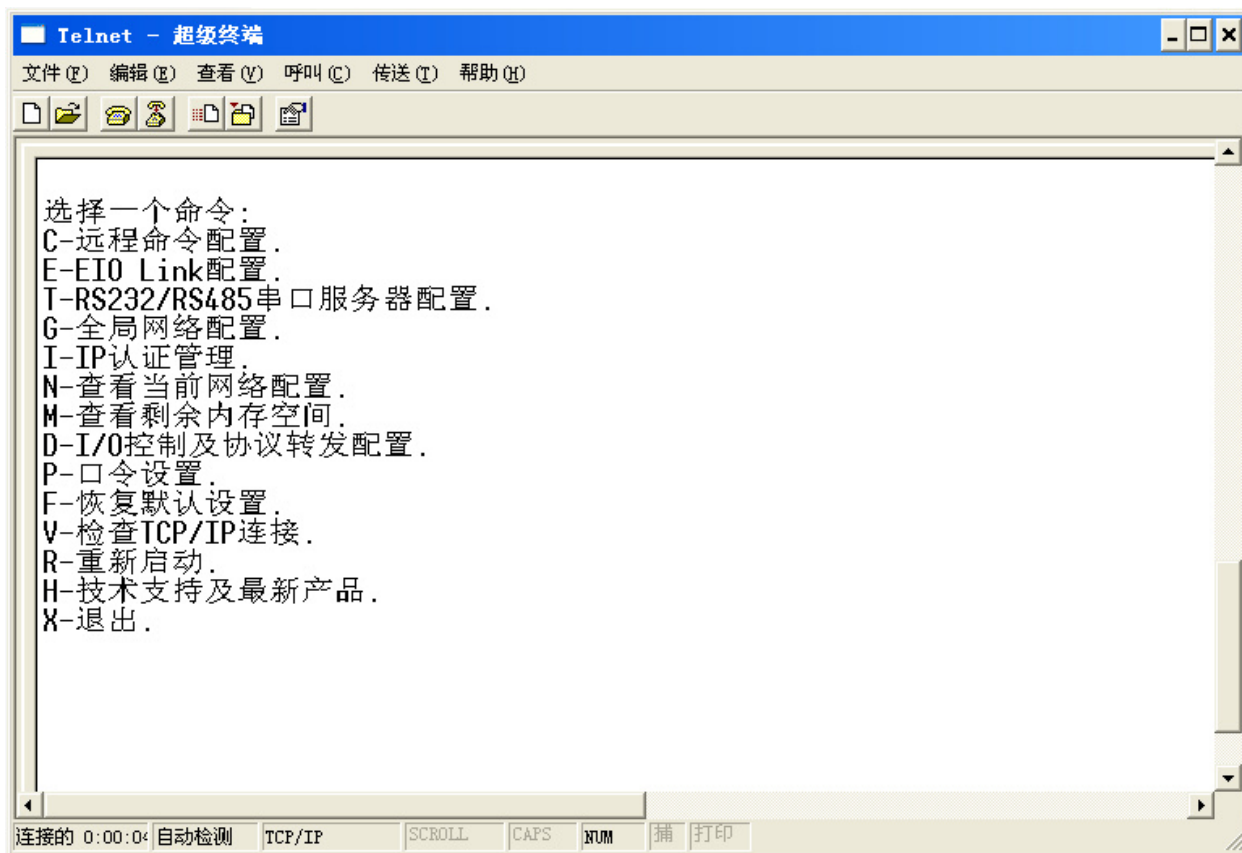 Telnet - 超级终端
文件(F) 编辑(E) 查看(V) 呼叫(C) 传送(T) 帮助(H)
选择一个命令:
C-远程命令配置.
E-EIO Link配置.
T-RS232/RS485串口服务器配置.
G-全局网络配置.
I-IP认证管理.
N-查看当前网络配置.
M-查看剩余内存空间.
D-I/O控制及协议转发配置.
P-口令设置.
F-恢复默认设置.
V-检查TCP/IP连接.
R-重新启动.
H-技术支持及最新产品.
X-退出.
连接的 0:00:04 自动检测 TCP/IP SCROLL CAPS NUM 捕 打印